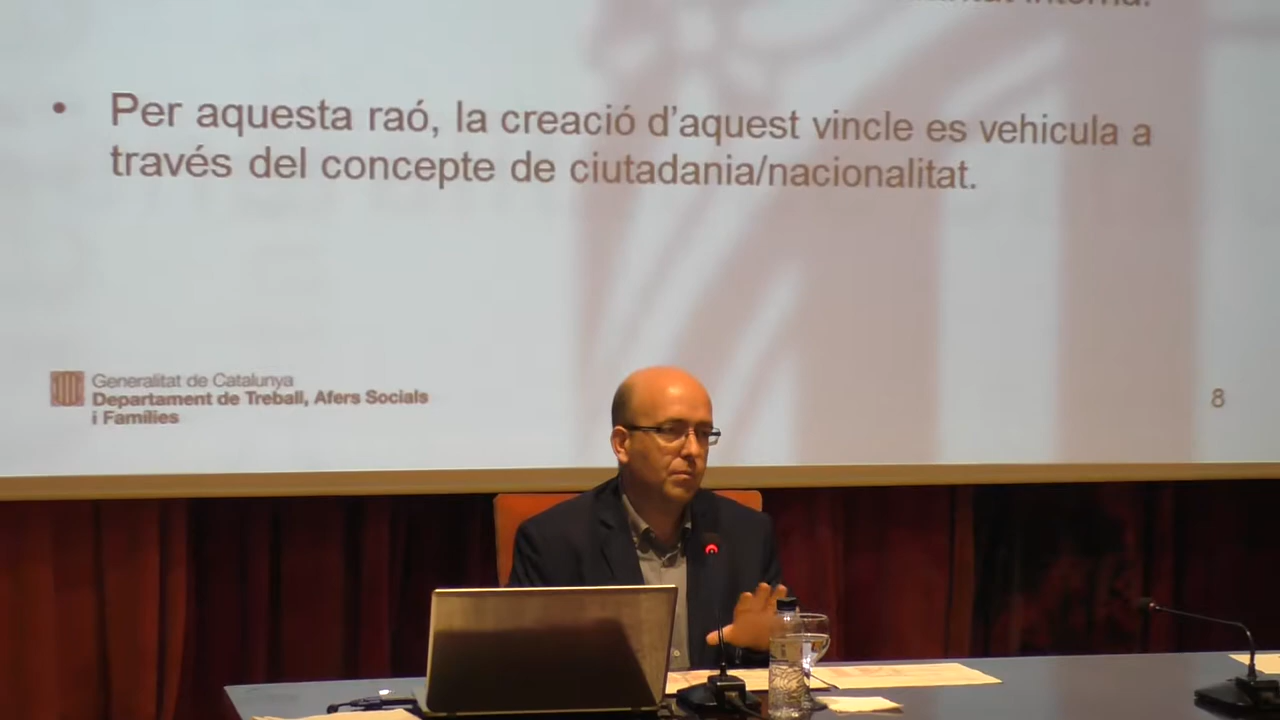 • Per aquesta raó, la creació d'aquest vincle es vehicula a
través del concepte de ciutadania/nacionalitat.
Generalitat de Catalunya
Departament de Treball, Afers Socials
i Famílies
8